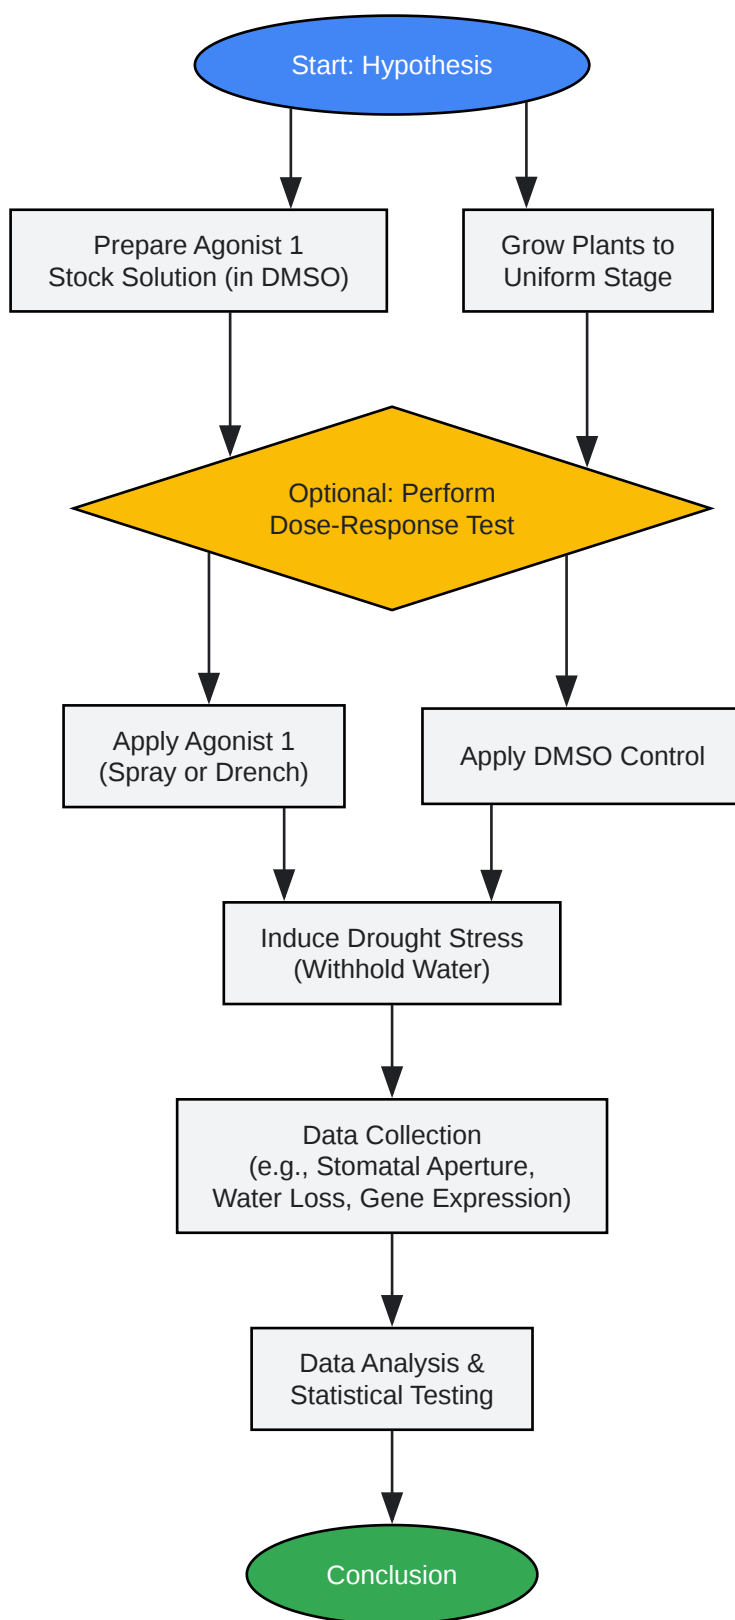 Start: Hypothesis
Prepare Agonist 1
Stock Solution (in DMSO)
Grow Plants to
Uniform Stage
Optional: Perform
Dose-Response Test
Apply Agonist 1
(Spray or Drench)
Apply DMSO Control
Induce Drought Stress
(Withhold Water)
Data Collection
(e.g., Stomatal Aperture,
Water Loss, Gene Expression)
Data Analysis &
Statistical Testing
Conclusion